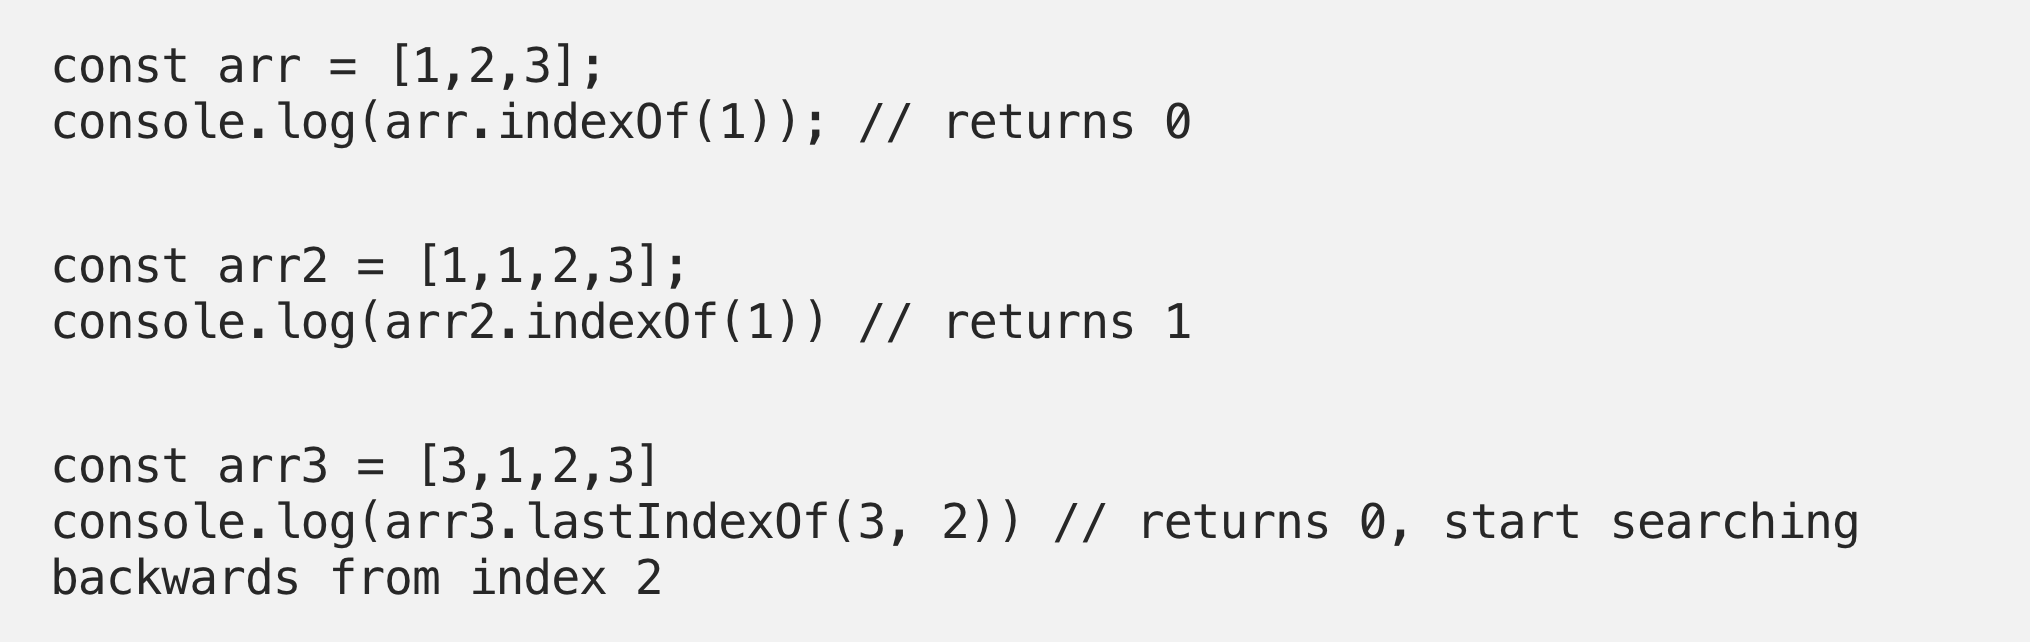 const arr = [1,2,3];
console.log(arr.indexOf(1)); // returns 0
const arr2 = [1,1,2,3];
console.log(arr2.indexOf(1)) // returns 1
const arr3 = [3,1,2,3]
console.log(arr3.lastIndexOf(3, 2)) // returns 0, start searching
backwards from index 2